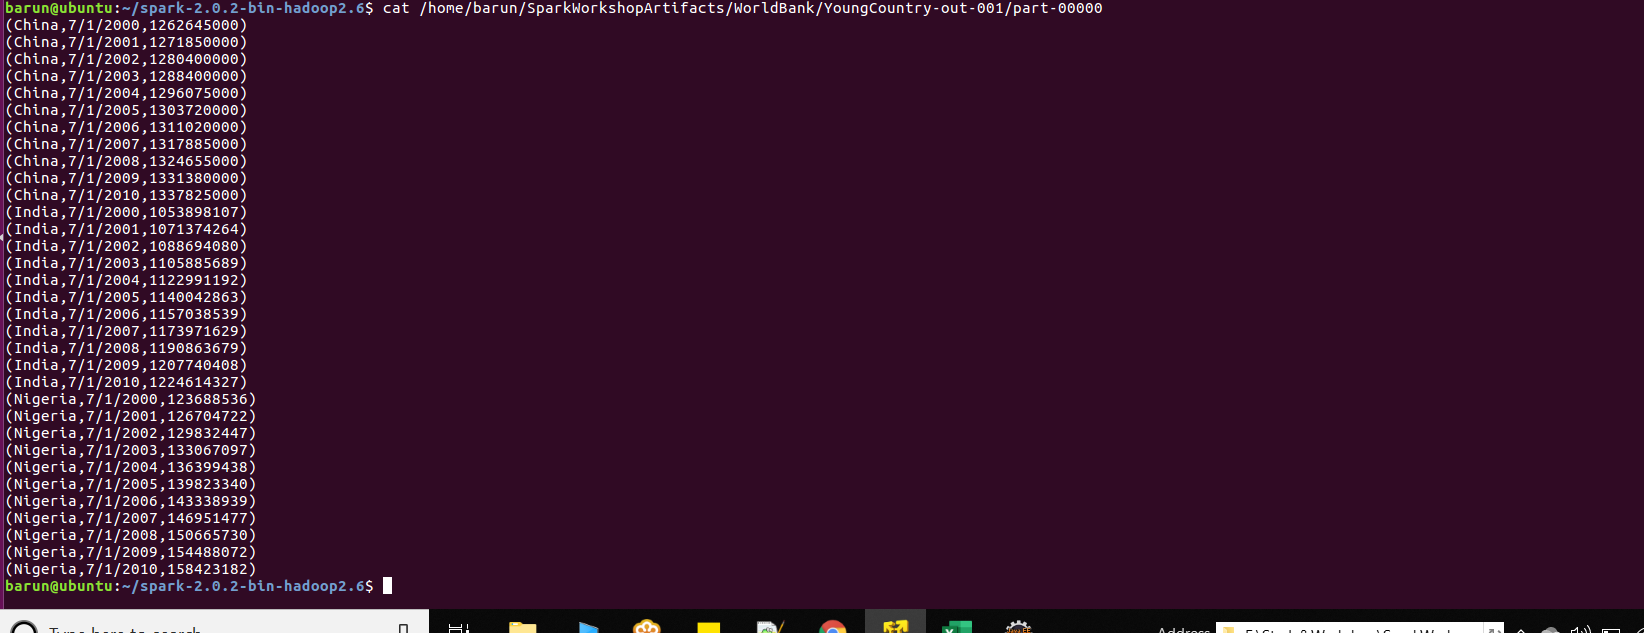 barun@ubuntu:~/spark-2.0.2-bin-hadoop2.6$ cat /home/barun/SparkWorkshopArtifacts/WorldBank/YoungCountry-out-001/part-00000
(China,7/1/2000,1262645000)
(China,7/1/2001,1271850000)
(China,7/1/2002,1280400000)
(China,7/1/2003,1288400000)
(China,7/1/2004,1296075000)
(China,7/1/2005,1303720000)
(China,7/1/2006,1311020000)
(China,7/1/2007,1317885000)
(China,7/1/2008,1324655000)
(China,7/1/2009,1331380000)
(China,7/1/2010,1337825000)
(India,7/1/2000,1053898107)
(India,7/1/2001,1071374264)
(India,7/1/2002,1088694080)
(India,7/1/2003,1105885689)
(India,7/1/2004,1122991192)
(India,7/1/2005,1140042863)
(India,7/1/2006,1157038539)
(India,7/1/2007,1173971629)
(India,7/1/2008,1190863679)
(India,7/1/2009,1207740408)
(India,7/1/2010,1224614327)
(Nigeria,7/1/2000,123688536)
(Nigeria,7/1/2001,126704722)
(Nigeria,7/1/2002,129832447)
(Nigeria,7/1/2003,133067097)
(Nigeria,7/1/2004,136399438)
(Nigeria,7/1/2005,139823340)
(Nigeria,7/1/2006,143338939)
(Nigeria,7/1/2007,146951477)
(Nigeria,7/1/2008,150665730)
(Nigeria,7/1/2009,154488072)
(Nigeria,7/1/2010,158423182)
barun@ubuntu:~/spark-2.0.2-bin-hadoop2.6$
Type here to search
Address